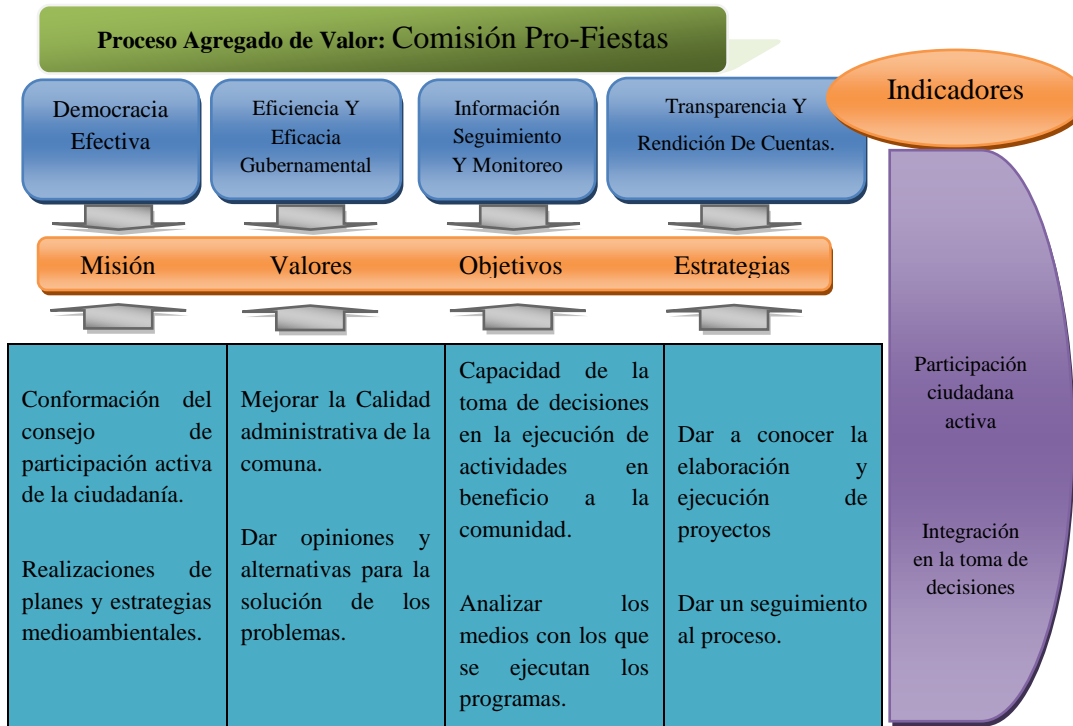 Proceso Agregado de Valor: Comisión Pro-Fiestas
Indicadores
Democracia
Efectiva
Eficiencia Y
Eficacia
Gubernamental
Información
Seguimiento
Y Monitoreo
Transparencia Y
Rendición De Cuentas.
Misión
Valores
Objetivos
Estrategias
Conformación del
consejo de
participación activa
de la ciudadanía.
Realizaciones de
planes y estrategias
medioambientales.
Mejorar la Calidad
administrativa de la
comuna.
Dar opiniones y
alternativas para la
solución de los
problemas.
Capacidad de la
toma de decisiones
en la ejecución de
actividades en
beneficio a la
comunidad.
Analizar los
medios con los que
se ejecutan los
programas.
Dar a conocer la
elaboración y
ejecución de
proyectos
Dar un seguimiento
al proceso.
Participación
ciudadana
activa
Integración
en la toma de
decisiones